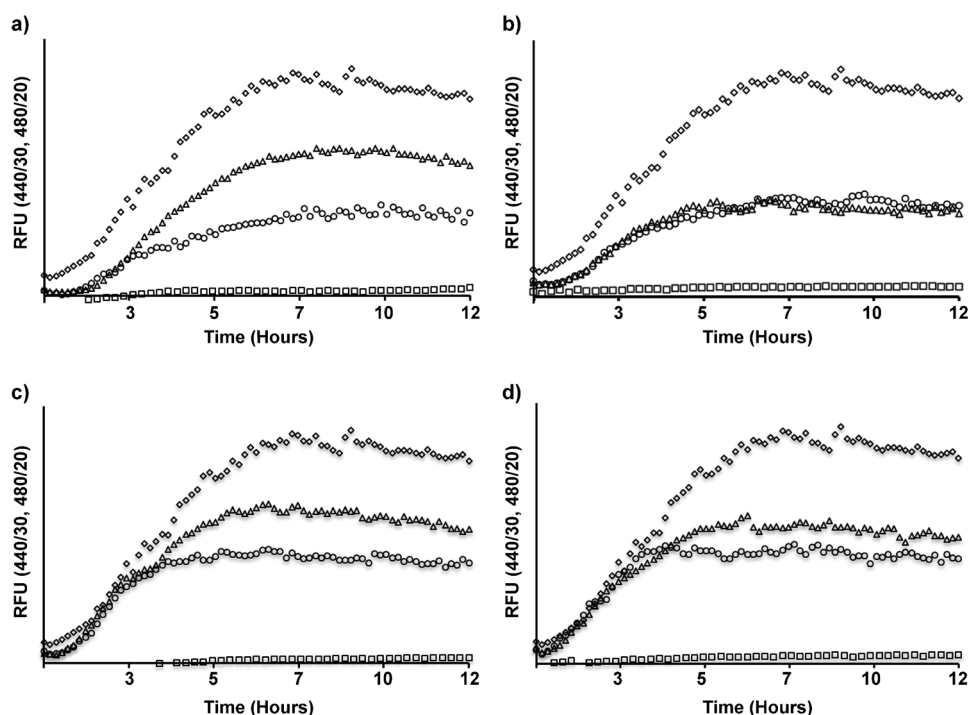 a)
RFU (440/30, 480/20)
3 5 7 10 12
Time (Hours)
b)
RFU (440/30, 480/20)
3 5 7 10 12
Time (Hours)
c)
RFU (440/30, 480/20)
3 5 7 10 12
Time (Hours)
d)
RFU (440/30, 480/20)
3 5 7 10 12
Time (Hours)